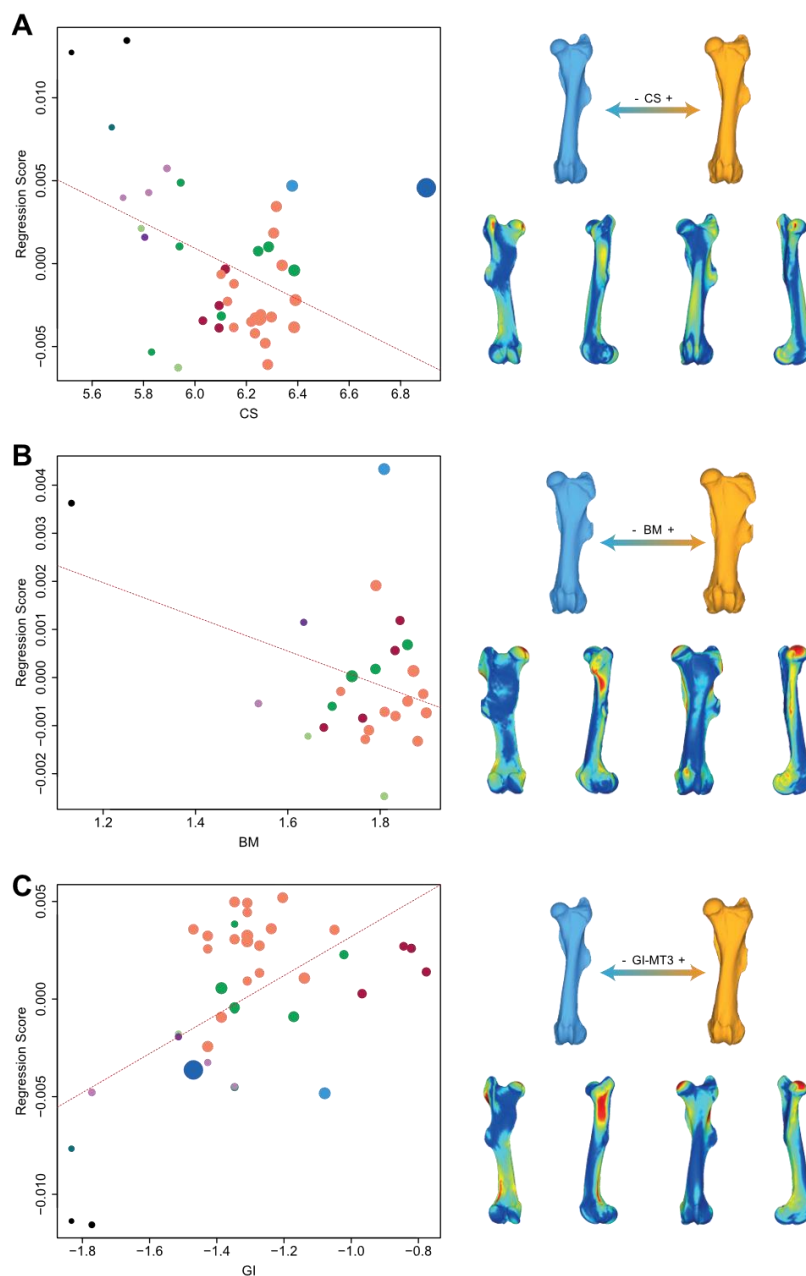 A
Regression Score
0.010
0.005
0.000
−0.005
5.6 5.8 6.0 6.2 6.4 6.6 6.8
CS
- CS +
B
Regression Score
0.004
0.003
0.002
0.001
0.000
−0.001
−0.002
1.2 1.4 1.6 1.8
BM
- BM +
C
Regression Score
0.005
0.000
−0.005
−0.010
−1.8 −1.6 −1.4 −1.2 −1.0 −0.8
GI
- GI-MT3 +